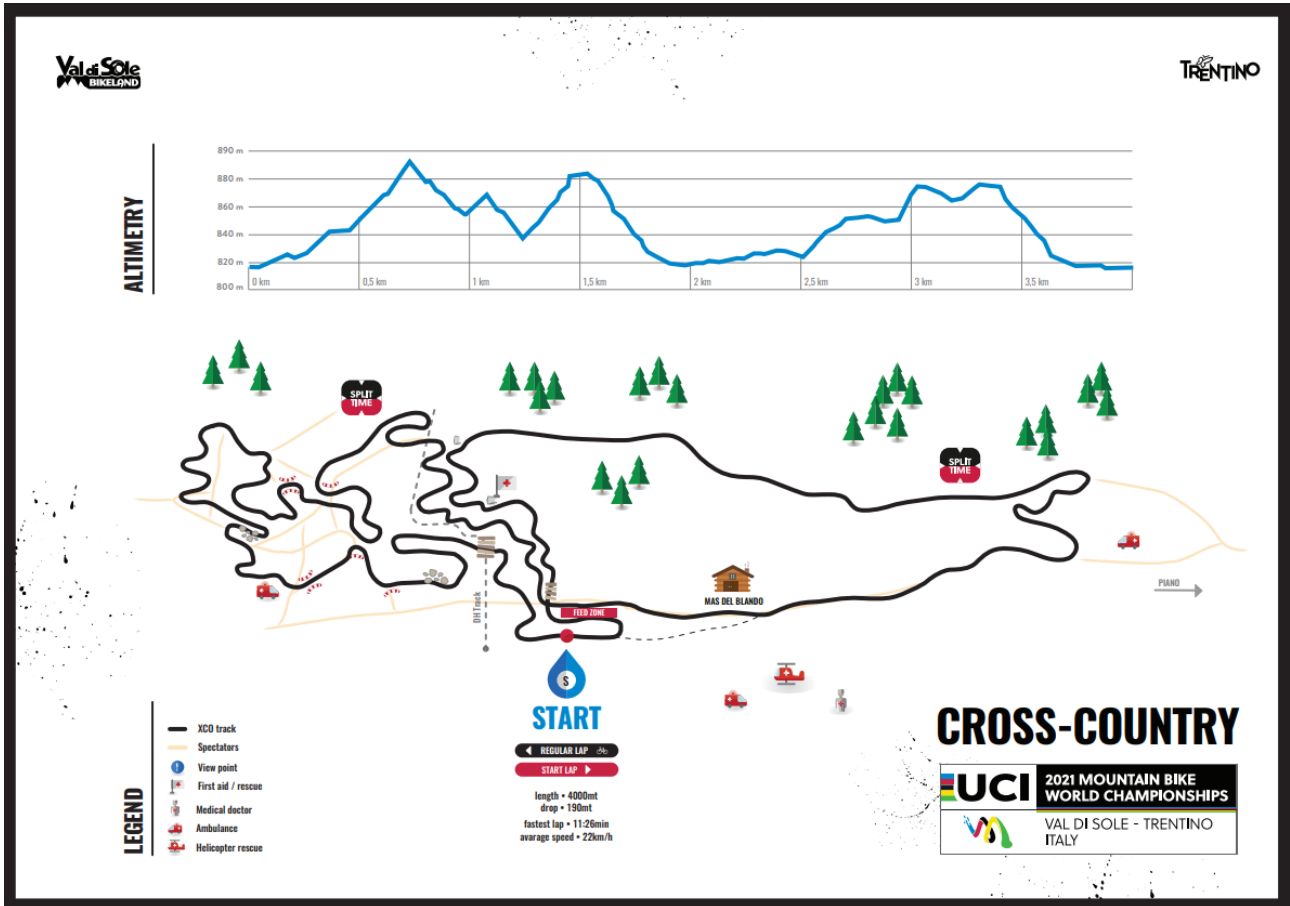 Val di Sole
BIKELAND
TRENTINO
ALTIMETRY
890 m
880 m
860 m
840 m
820 m
800 m
0 km
0,5 km
1 km
1,5 km
2 km
2,5 km
3 km
3,5 km
SPLIT
TIME
SPLIT
TIME
DH Track
FEED ZONE
MAS DEL BLANDO
PIANO
S
START
REGULAR LAP
START LAP
length • 4000mt
drop • 190mt
fastest lap • 11:26min
avarage speed • 22km/h
LEGEND
XCO track
Spectators
View point
First aid / rescue
Medical doctor
Ambulance
Helicopter rescue
CROSS-COUNTRY
UCI
2021 MOUNTAIN BIKE
WORLD CHAMPIONSHIPS
VAL DI SOLE - TRENTINO
ITALY